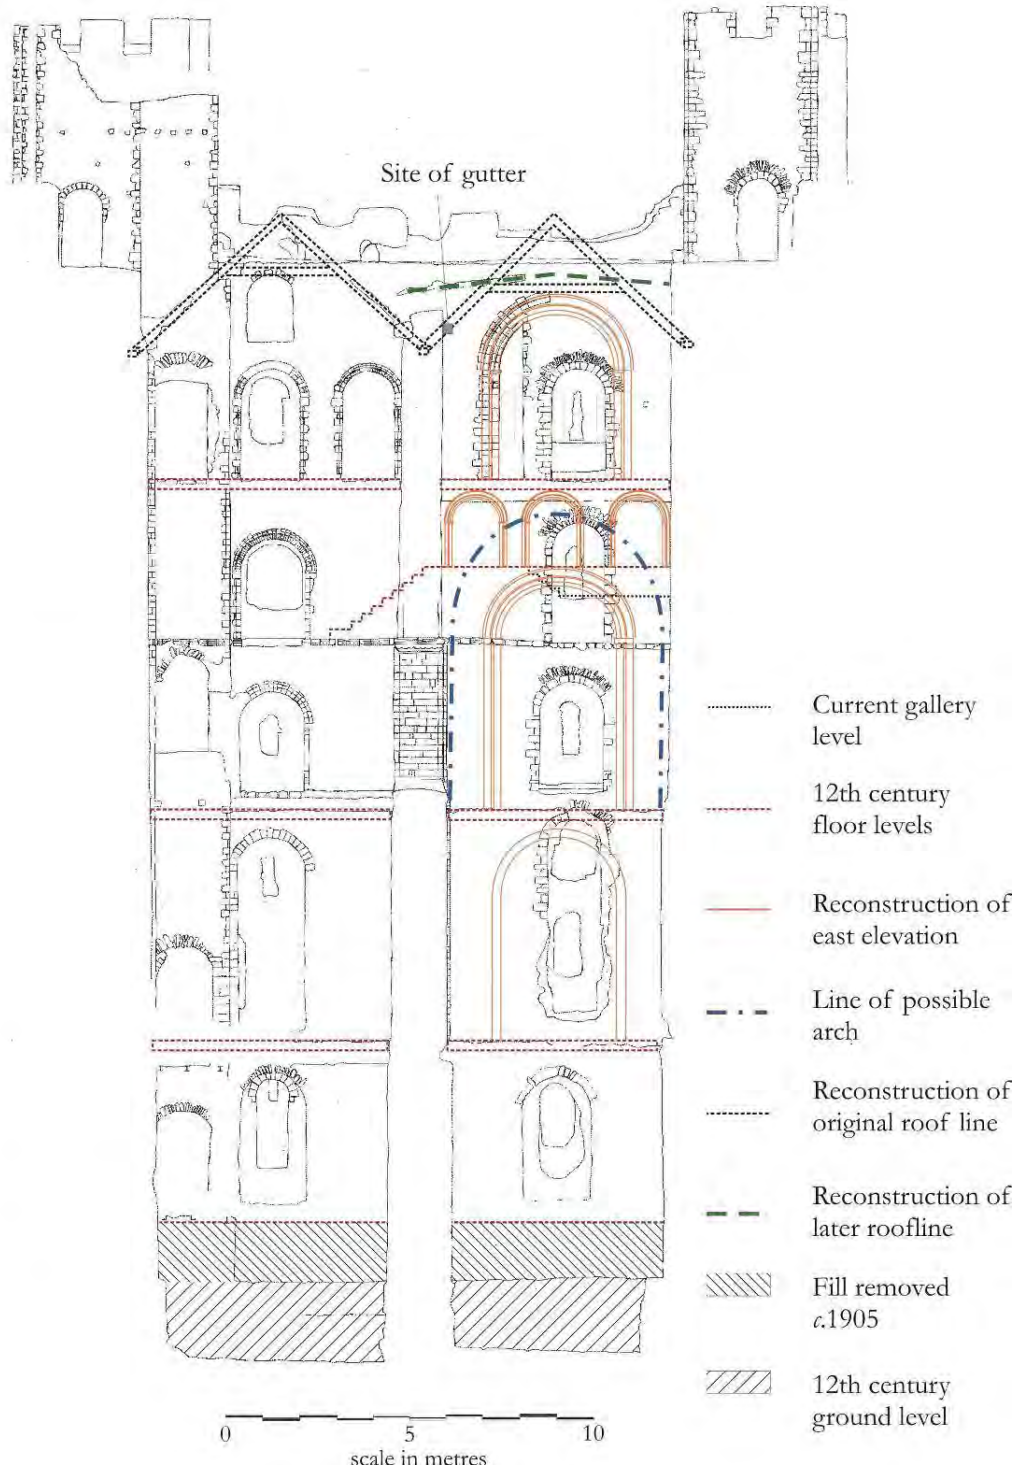 Site of gutter
Current gallery
level
12th century
floor levels
Reconstruction of
east elevation
Line of possible
arch
Reconstruction of
original roof line
Reconstruction of
later roofline
Fill removed
c.1905
12th century
ground level
0 5 10
scale in metres